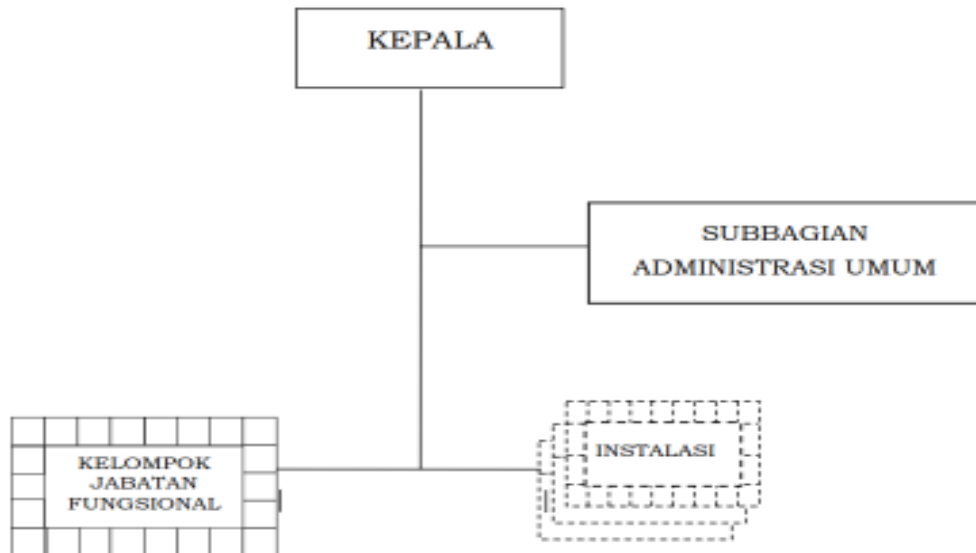 KEPALA
SUBBAGIAN
ADMINISTRASI UMUM
KELOMPOK
JABATAN
FUNGSIONAL
INSTALASI